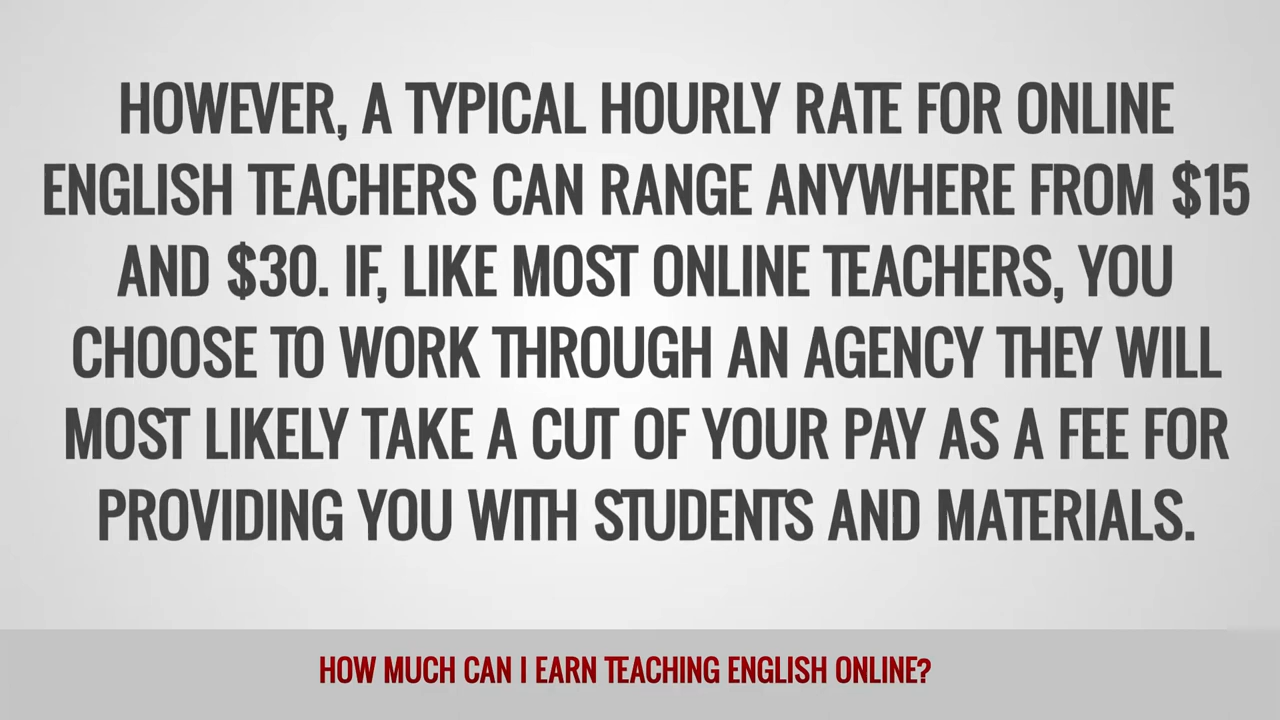 HOWEVER, A TYPICAL HOURLY RATE FOR ONLINE
ENGLISH TEACHERS CAN RANGE ANYWHERE FROM $15
AND $30. IF, LIKE MOST ONLINE TEACHERS, YOU
CHOOSE TO WORK THROUGH AN AGENCY THEY WILL
MOST LIKELY TAKE A CUT OF YOUR PAY AS A FEE FOR
PROVIDING YOU WITH STUDENTS AND MATERIALS.
HOW MUCH CAN I EARN TEACHING ENGLISH ONLINE?